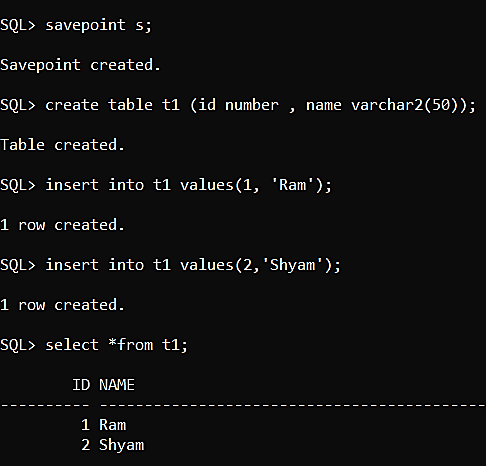 SQL> savepoint s;
Savepoint created.
SQL> create table t1 (id number , name varchar2(50));
Table created.
SQL> insert into t1 values(1, 'Ram');
1 row created.
SQL> insert into t1 values(2,'Shyam');
1 row created.
SQL> select *from t1;
        ID NAME
---------- -------------------------------------------
         1 Ram
         2 Shyam